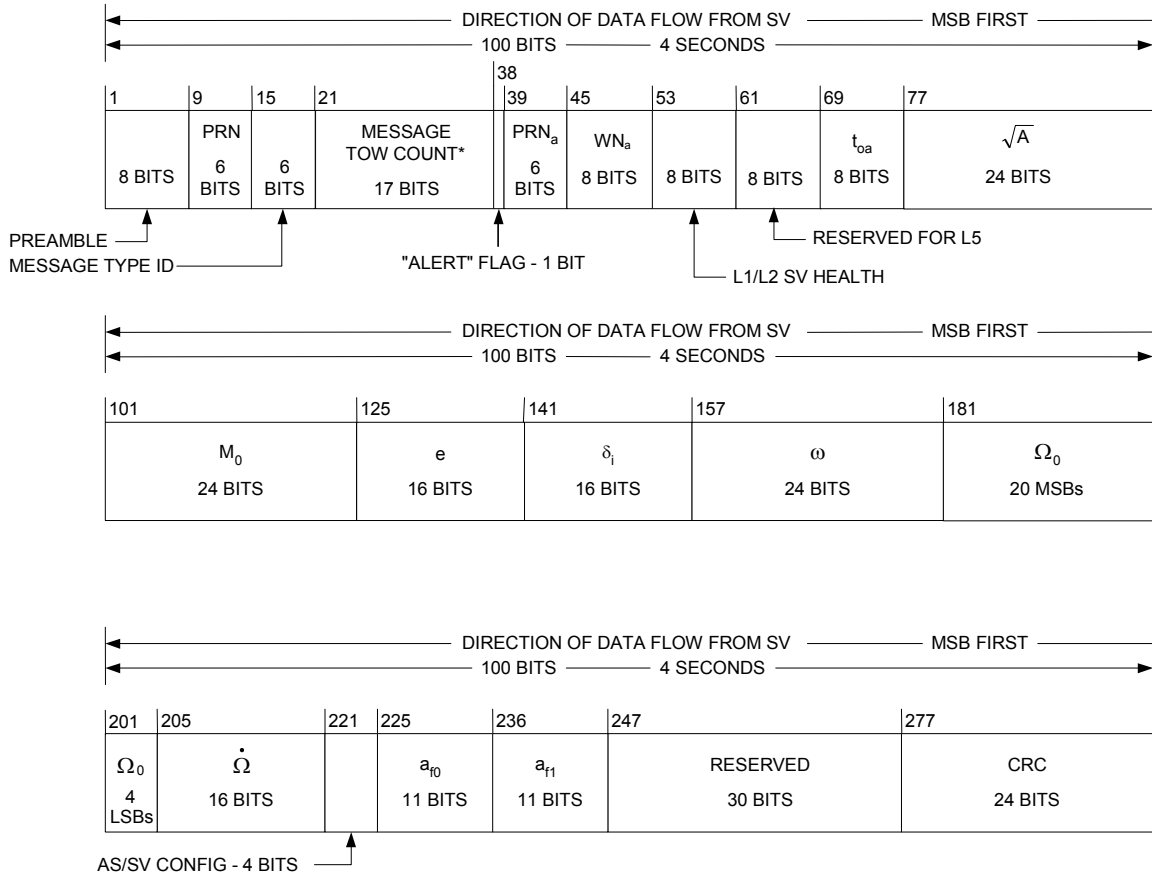 DIRECTION OF DATA FLOW FROM SV MSB FIRST
100 BITS 4 SECONDS
38
1 9 15 21 39 45 53 61 69 77
8 BITS
PRN
6
BITS
6
BITS
MESSAGE
TOW COUNT*
17 BITS
PRNa
6
BITS
WNa
8 BITS
8 BITS
8 BITS
toa
8 BITS
√A
24 BITS
PREAMBLE
MESSAGE TYPE ID
"ALERT" FLAG - 1 BIT
RESERVED FOR L5
L1/L2 SV HEALTH
DIRECTION OF DATA FLOW FROM SV MSB FIRST
100 BITS 4 SECONDS
101 125 141 157 181
M0
24 BITS
e
16 BITS
δi
16 BITS
ω
24 BITS
Ω0
20 MSBs
DIRECTION OF DATA FLOW FROM SV MSB FIRST
100 BITS 4 SECONDS
201 205 221 225 236 247 277
Ω0
4
LSBs
Ω̇
16 BITS
af0
11 BITS
af1
11 BITS
RESERVED
30 BITS
CRC
24 BITS
AS/SV CONFIG - 4 BITS